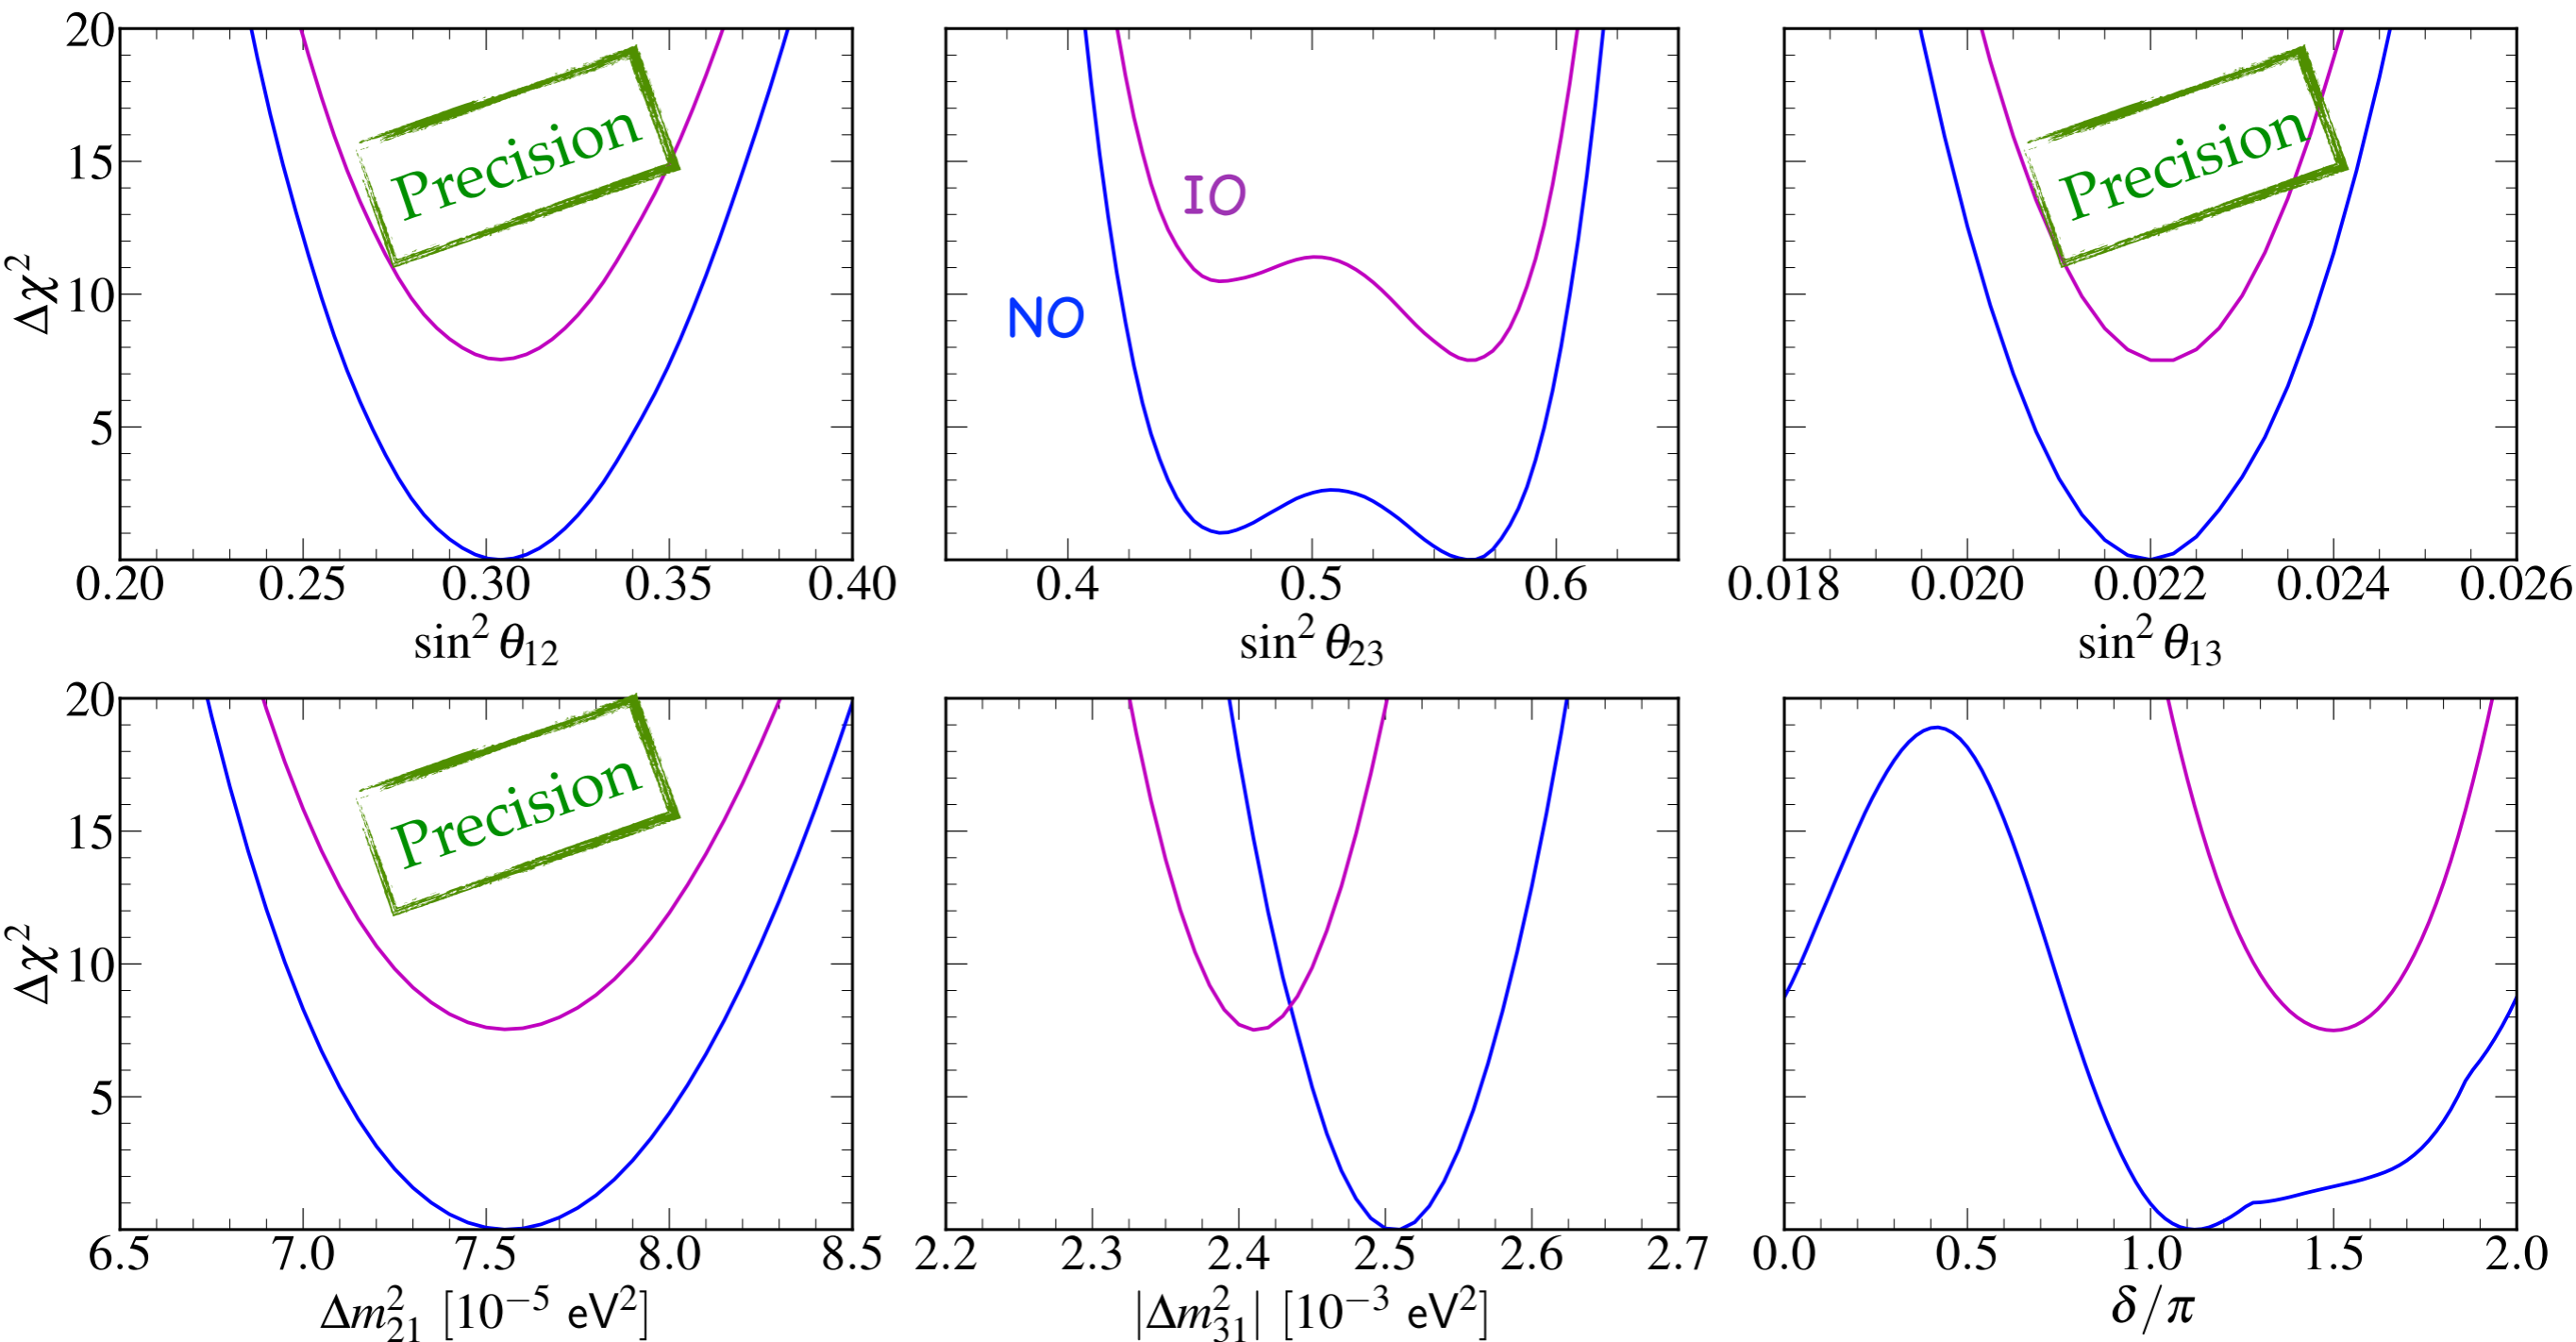 20
15
10
5
Δχ²
Precision
0.20 0.25 0.30 0.35 0.40
sin² θ₁₂
IO
NO
0.4 0.5 0.6
sin² θ₂₃
Precision
0.018 0.020 0.022 0.024 0.026
sin² θ₁₃
20
15
10
5
Δχ²
Precision
6.5 7.0 7.5 8.0 8.5
Δm²₂₁ [10⁻⁵ eV²]
2.2 2.3 2.4 2.5 2.6 2.7
|Δm²₃₁| [10⁻³ eV²]
0.0 0.5 1.0 1.5 2.0
δ/π